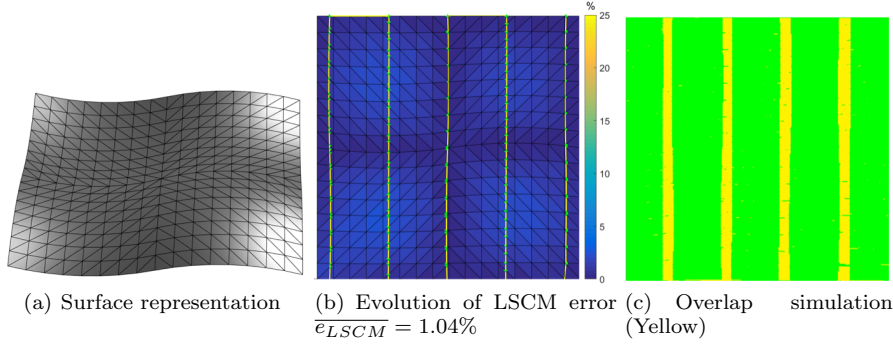 %
25
20
15
10
5
0
(a) Surface representation
(b) Evolution of LSCM error
e_{LSCM} = 1.04%
(c) Overlap simulation
(Yellow)